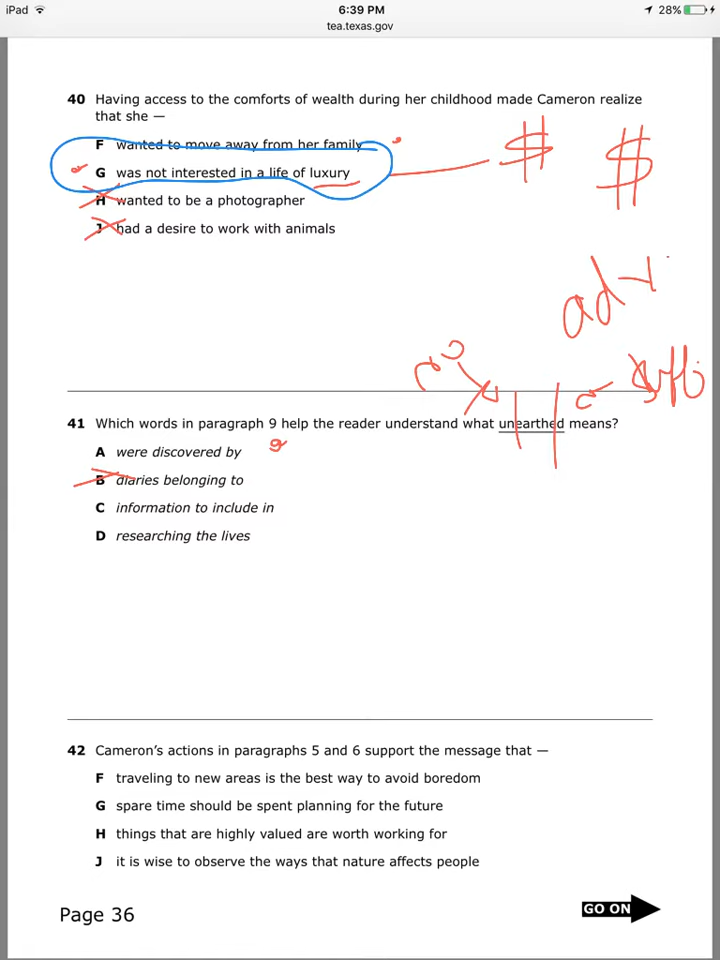 iPad 6:39 PM 28%
tea.texas.gov
40 Having access to the comforts of wealth during her childhood made Cameron realize
that she —
F wanted to move away from her family
G was not interested in a life of luxury
H wanted to be a photographer
J had a desire to work with animals
$ $
41 Which words in paragraph 9 help the reader understand what unearthed means?
9
A were discovered by
B diaries belonging to
C information to include in
D researching the lives
42 Cameron’s actions in paragraphs 5 and 6 support the message that —
F traveling to new areas is the best way to avoid boredom
G spare time should be spent planning for the future
H things that are highly valued are worth working for
J it is wise to observe the ways that nature affects people
Page 36
GO ON